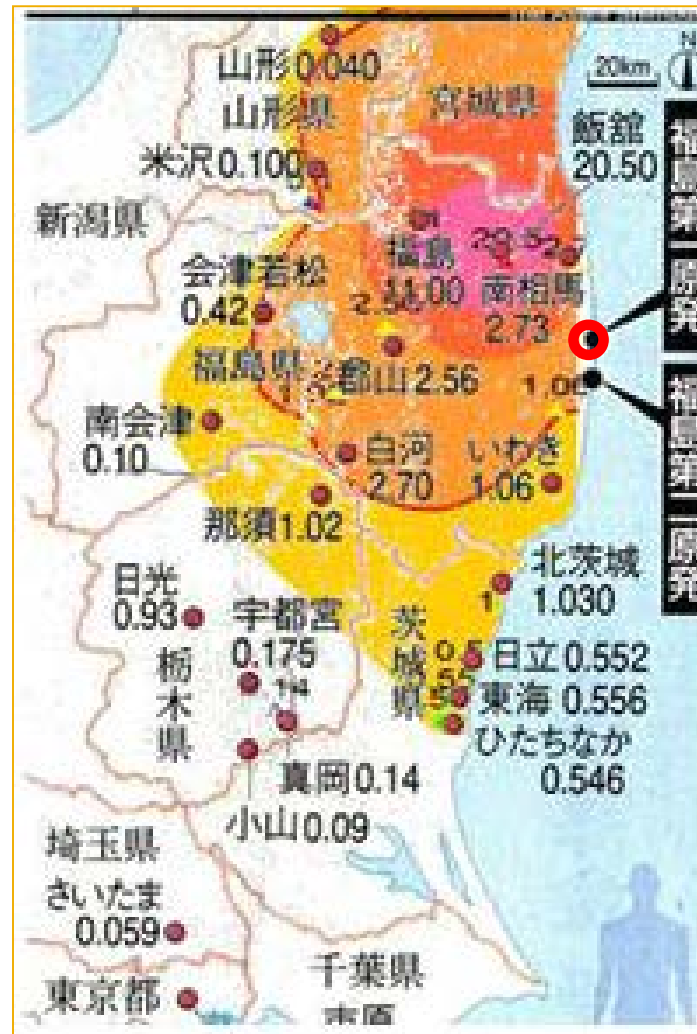 山形0.040
山形県
宮城県
20km
N
飯舘
20.50
米沢0.100
新潟県
福島第一原発
会津若松
0.42
福島
11.00
南相馬
2.73
福島県
郡山2.56
1.06
福島第二原発
南会津
0.10
白河
2.70
いわき
1.06
那須1.02
北茨城
1.030
日光
0.93
宇都宮
0.175
栃木県
茨城県
日立0.552
東海0.556
ひたちなか
0.546
真岡0.14
小山0.09
埼玉県
さいたま
0.059
千葉県
市原
東京都